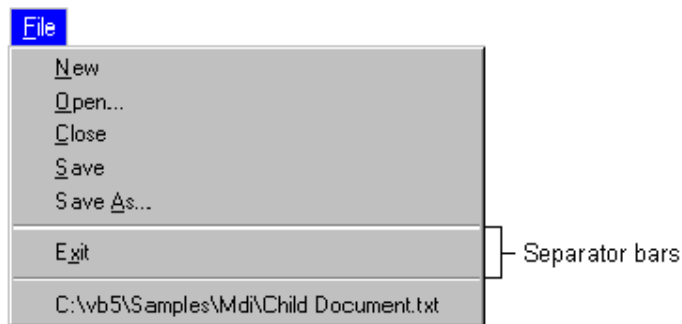 File
New
Open...
Close
Save
Save As...
Exit
Separator bars
C:\vb5\Samples\Mdi\Child Document.txt